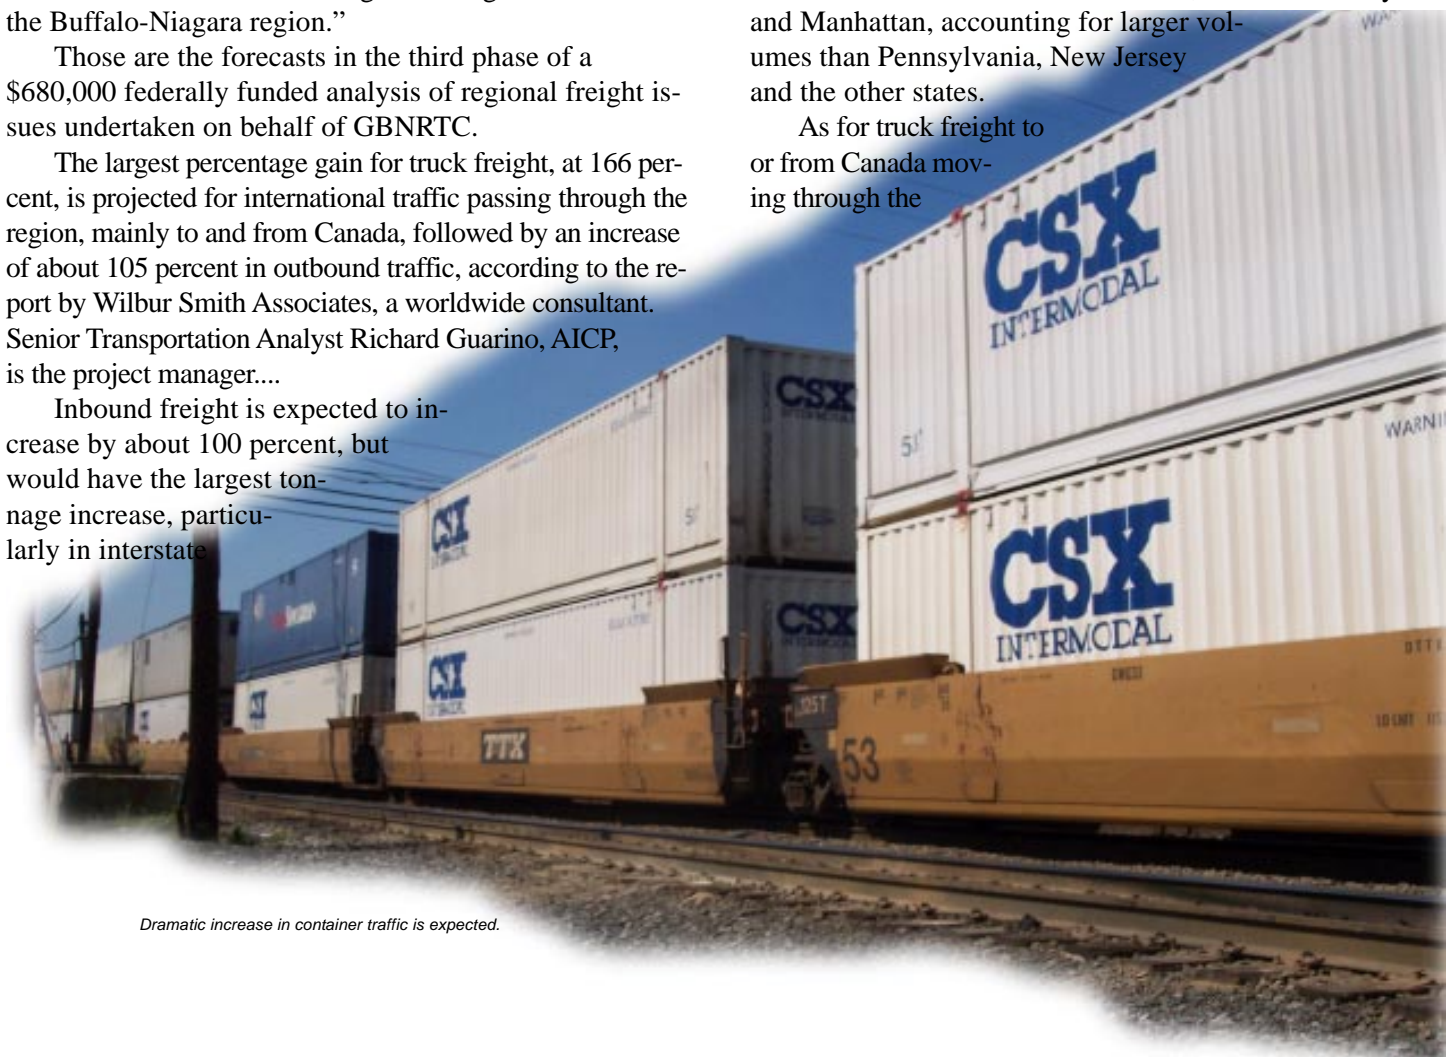 the Buffalo-Niagara region.”
Those are the forecasts in the third phase of a
$680,000 federally funded analysis of regional freight is-
sues undertaken on behalf of GBNRTC.
The largest percentage gain for truck freight, at 166 per-
cent, is projected for international traffic passing through the
region, mainly to and from Canada, followed by an increase
of about 105 percent in outbound traffic, according to the re-
port by Wilbur Smith Associates, a worldwide consultant.
Senior Transportation Analyst Richard Guarino, AICP,
is the project manager....
Inbound freight is expected to in-
crease by about 100 percent, but
would have the largest ton-
nage increase, particu-
larly in interstate
and Manhattan, accounting for larger vol-
umes than Pennsylvania, New Jersey
and the other states.
As for truck freight to
or from Canada mov-
ing through the
CSX
INTERMODAL
CSX
INTERMODAL
CSX
INTERMODAL
CSX
CSX
CSX
CSX
CSX
TTX
53
325T
Dramatic increase in container traffic is expected.